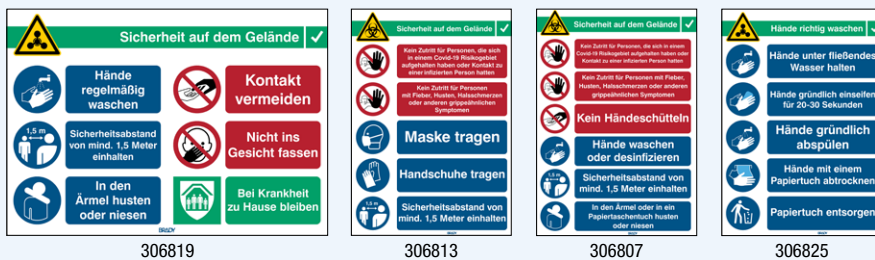 Sicherheit auf dem Gelände
Hände
regelmäßig
waschen
Kontakt
vermeiden
1,5 m
Sicherheitsabstand
von mind. 1,5 Meter
einhalten
Nicht ins
Gesicht fassen
In den
Ärmel husten
oder niesen
Bei Krankheit
zu Hause bleiben
BRADY
306819
Sicherheit auf dem Gelände
Kein Zutritt für Personen, die sich
in einem Covid-19 Risikogebiet
aufgehalten haben oder Kontakt zu
einer infizierten Person hatten
Kein Zutritt für Personen
mit Fieber, Husten, Halsschmerzen
oder anderen grippeähnlichen
Symptomen
Maske tragen
Handschuhe tragen
1,5 m
Sicherheitsabstand von
mind. 1,5 Meter einhalten
306813
Sicherheit auf dem Gelände
Kein Zutritt für Personen, die sich in einem
Covid-19 Risikogebiet aufgehalten haben oder
Kontakt zu einer infizierten Person hatten
Kein Zutritt für Personen mit Fieber,
Husten, Halsschmerzen oder anderen
grippeähnlichen Symptomen
Kein Händeschütteln
Hände waschen
oder desinfizieren
1,5 m
Sicherheitsabstand von
mind. 1,5 Meter einhalten
In den Ärmel oder in ein
Papiertaschentuch husten
oder niesen
306807
Hände richtig waschen
Hände unter fließendes
Wasser halten
Hände gründlich einseifen
für 20-30 Sekunden
Hände gründlich
abspülen
Hände mit einem
Papiertuch abtrocknen
Papiertuch entsorgen
306825